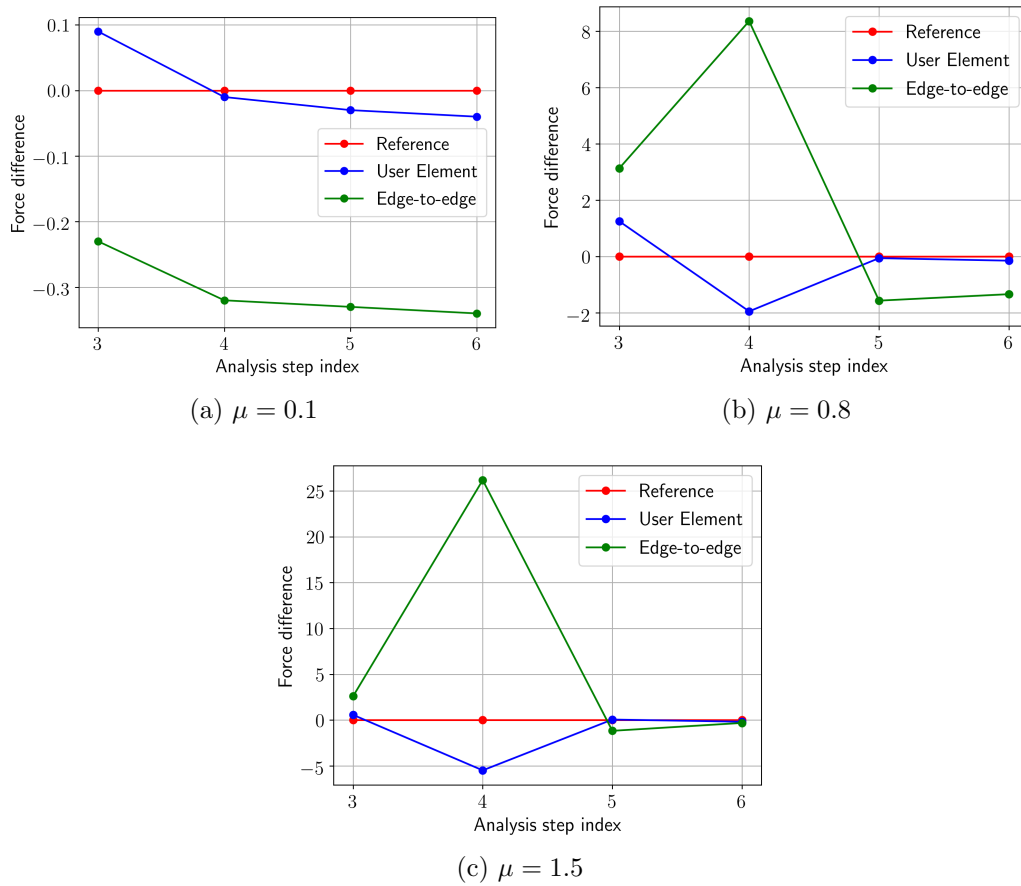 0.1
0.0
−0.1
−0.2
−0.3
Force difference
Reference
User Element
Edge-to-edge
3 4 5 6
Analysis step index
(a) μ = 0.1
8
6
4
2
0
−2
Force difference
Reference
User Element
Edge-to-edge
3 4 5 6
Analysis step index
(b) μ = 0.8
25
20
15
10
5
0
−5
Force difference
Reference
User Element
Edge-to-edge
3 4 5 6
Analysis step index
(c) μ = 1.5